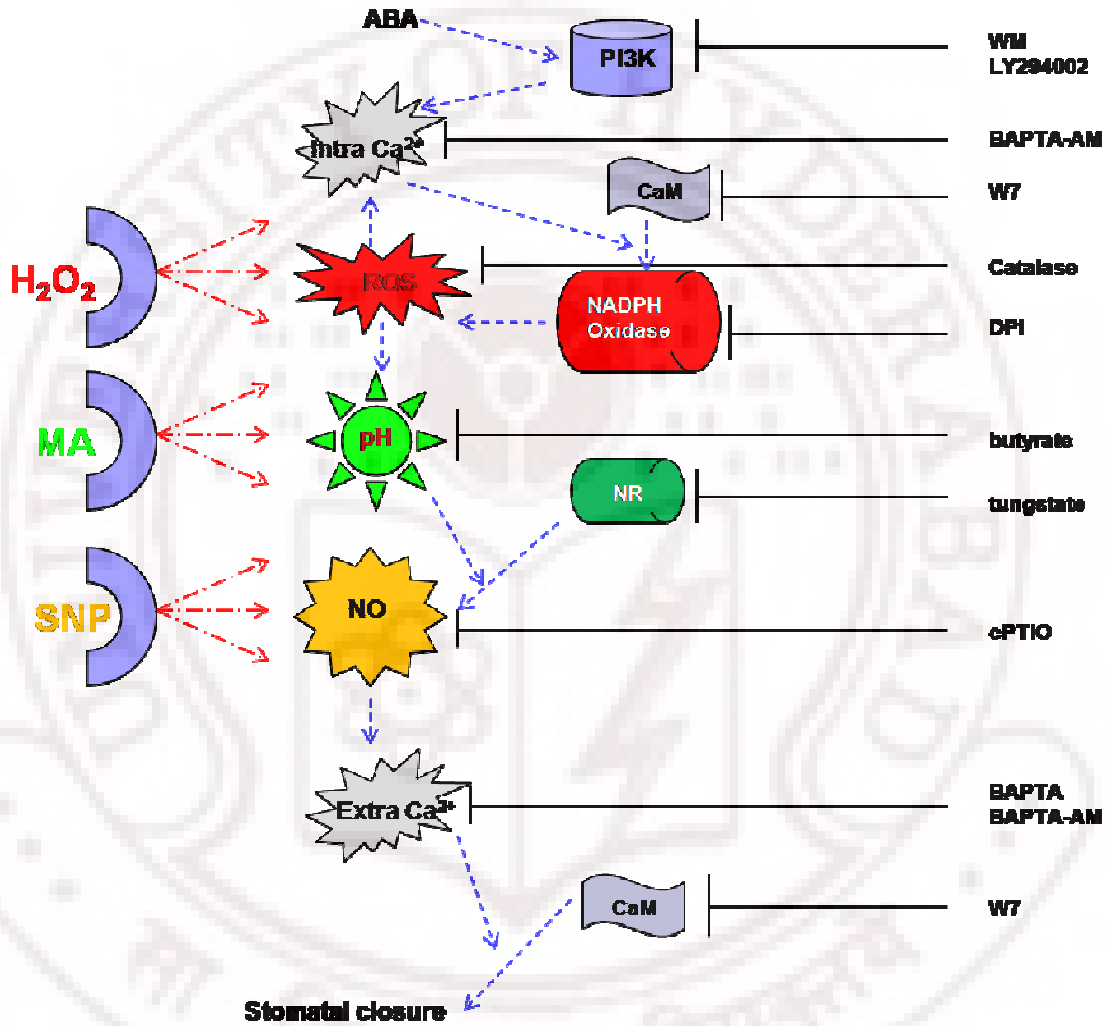 ABA
PI3K
WM
LY294002
Intra Ca²⁺
BAPTA-AM
CaM
W7
H₂O₂
ROS
Catalase
NADPH
Oxidase
DPI
MA
pH
butyrate
NR
tungstate
SNP
NO
cPTIO
Extra Ca²⁺
BAPTA
BAPTA-AM
CaM
W7
Stomatal closure